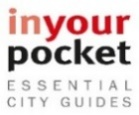 inyour
pocket
ESSENTIAL
CITY GUIDES